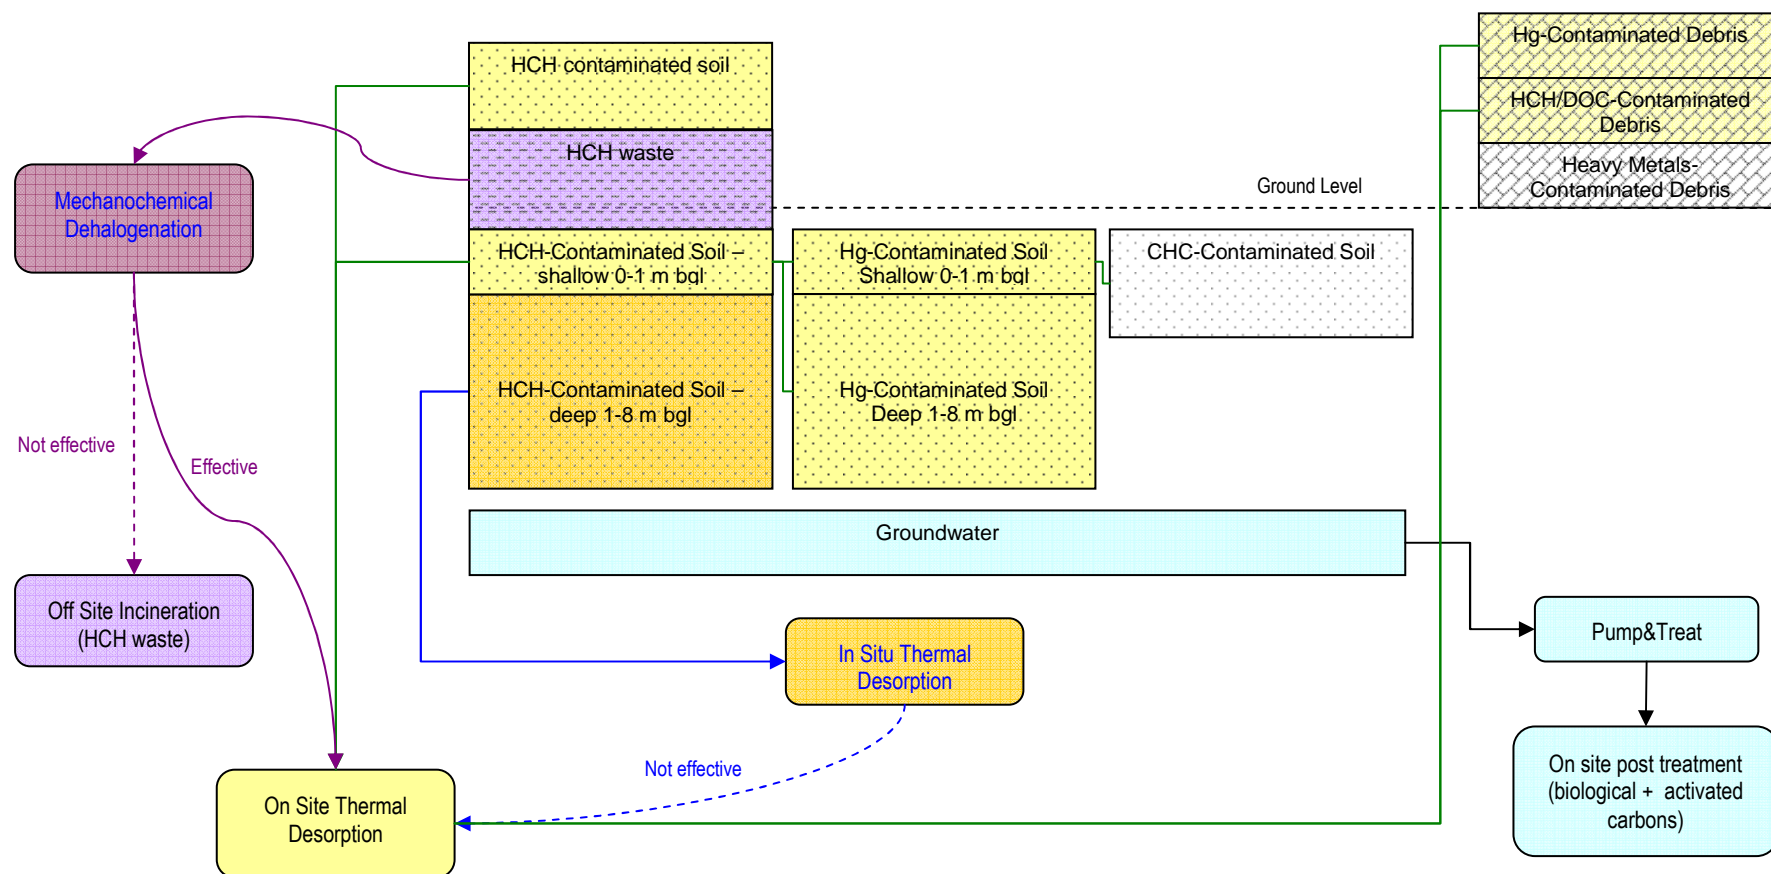 Hg-Contaminated Debris
HCH contaminated soil
HCH/DOC-Contaminated
Debris
HCH waste
Heavy Metals-
Contaminated Debris
Ground Level
Mechanochemical
Dehalogenation
HCH-Contaminated Soil –
shallow 0-1 m bgl
Hg-Contaminated Soil
Shallow 0-1 m bgl
CHC-Contaminated Soil
HCH-Contaminated Soil –
deep 1-8 m bgl
Hg-Contaminated Soil
Deep 1-8 m bgl
Not effective
Effective
Groundwater
Off Site Incineration
(HCH waste)
In Situ Thermal
Desorption
Pump&Treat
Not effective
On Site Thermal
Desorption
On site post treatment
(biological + activated
carbons)